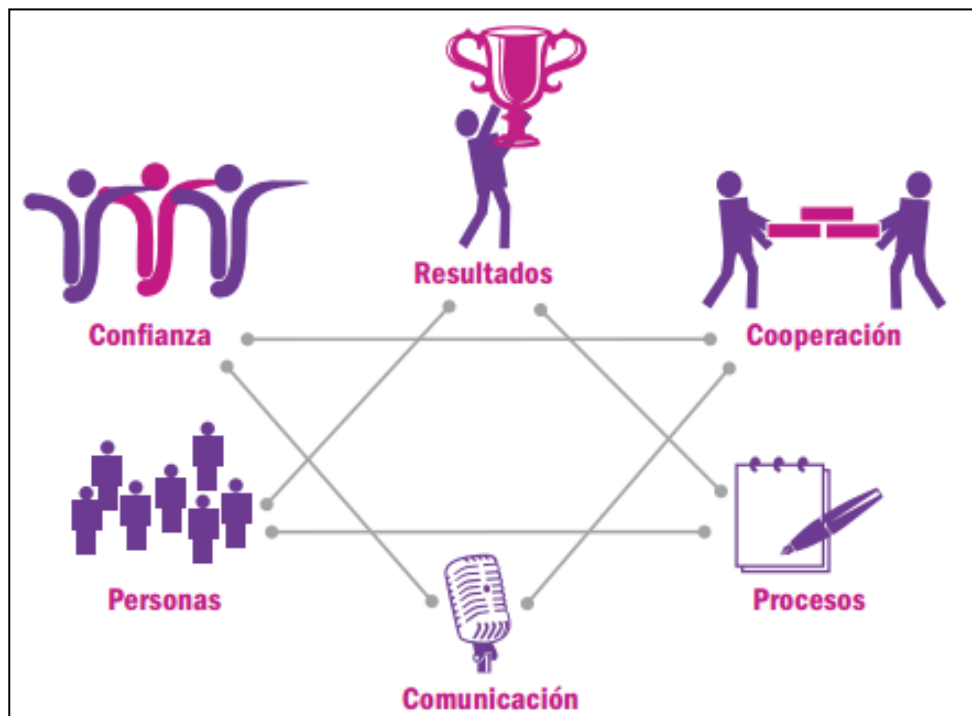 Resultados
Confianza
Cooperación
Personas
Procesos
Comunicación